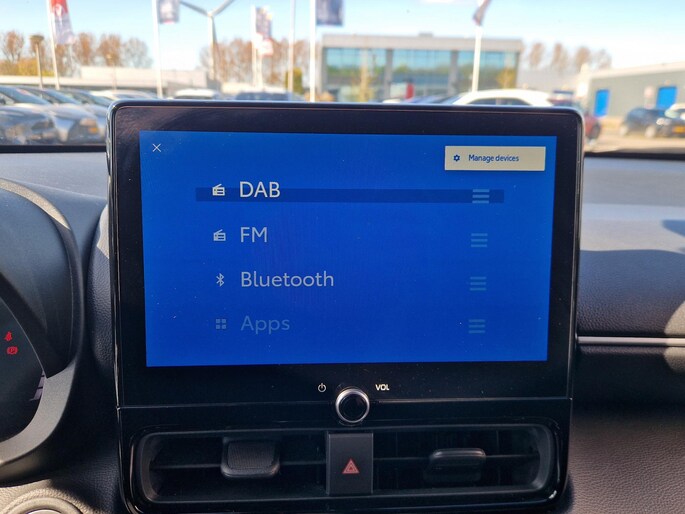 Manage devices
DAB
FM
Bluetooth
Apps
VOL